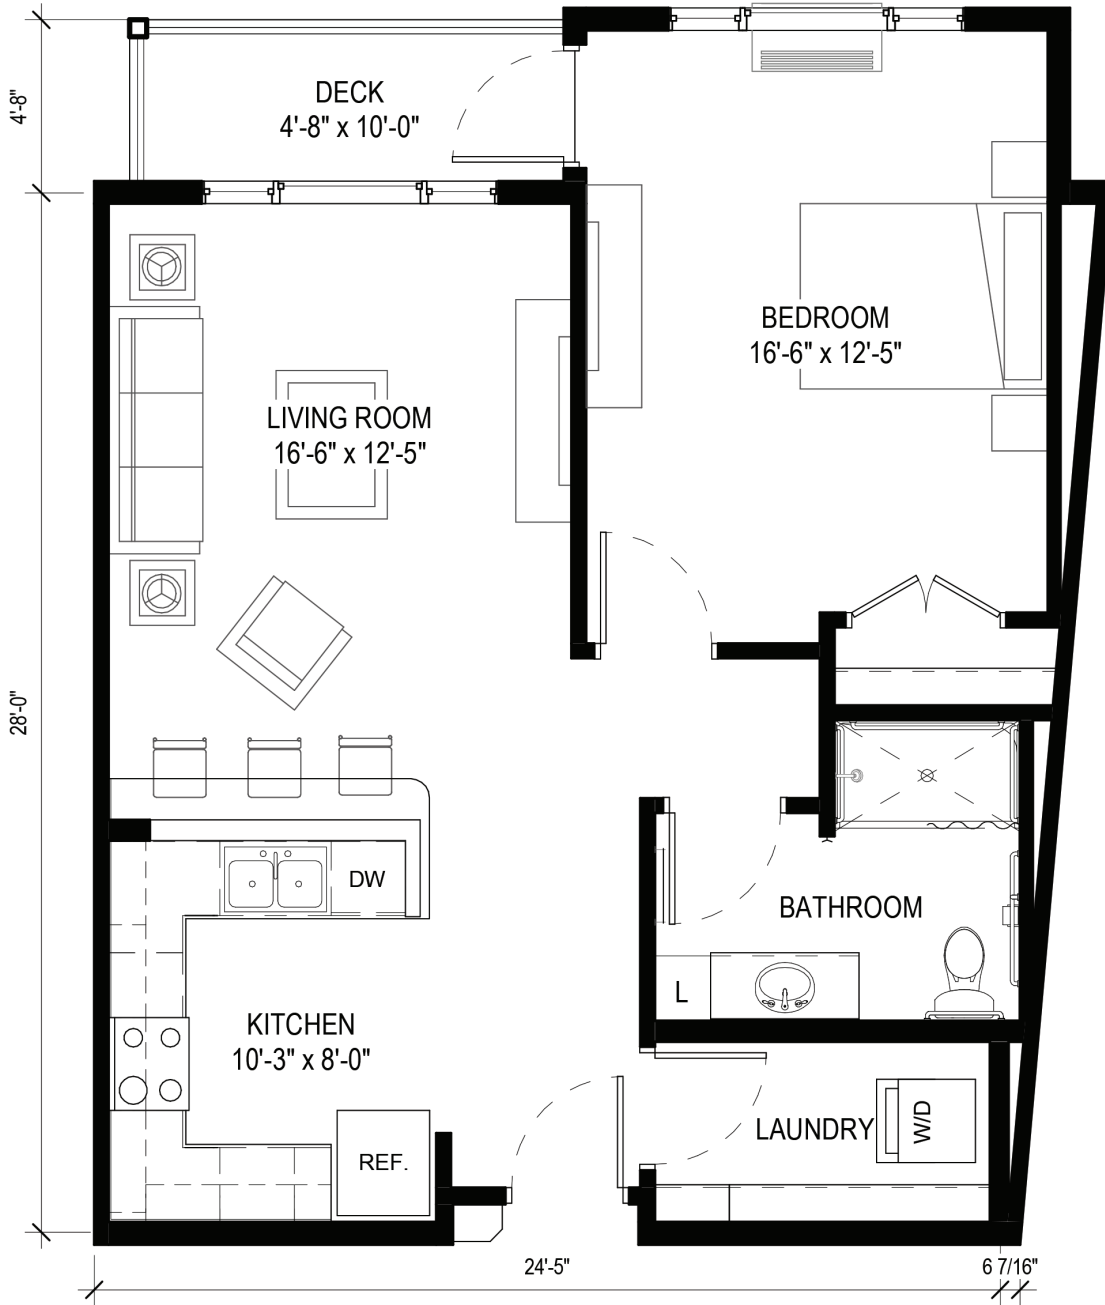 DECK
4'-8" x 10'-0"
4'-8"
BEDROOM
16'-6" x 12'-5"
LIVING ROOM
16'-6" x 12'-5"
28'-0"
DW
BATHROOM
L
KITCHEN
10'-3" x 8'-0"
LAUNDRY
W/D
REF.
24'-5"
6 7/16"